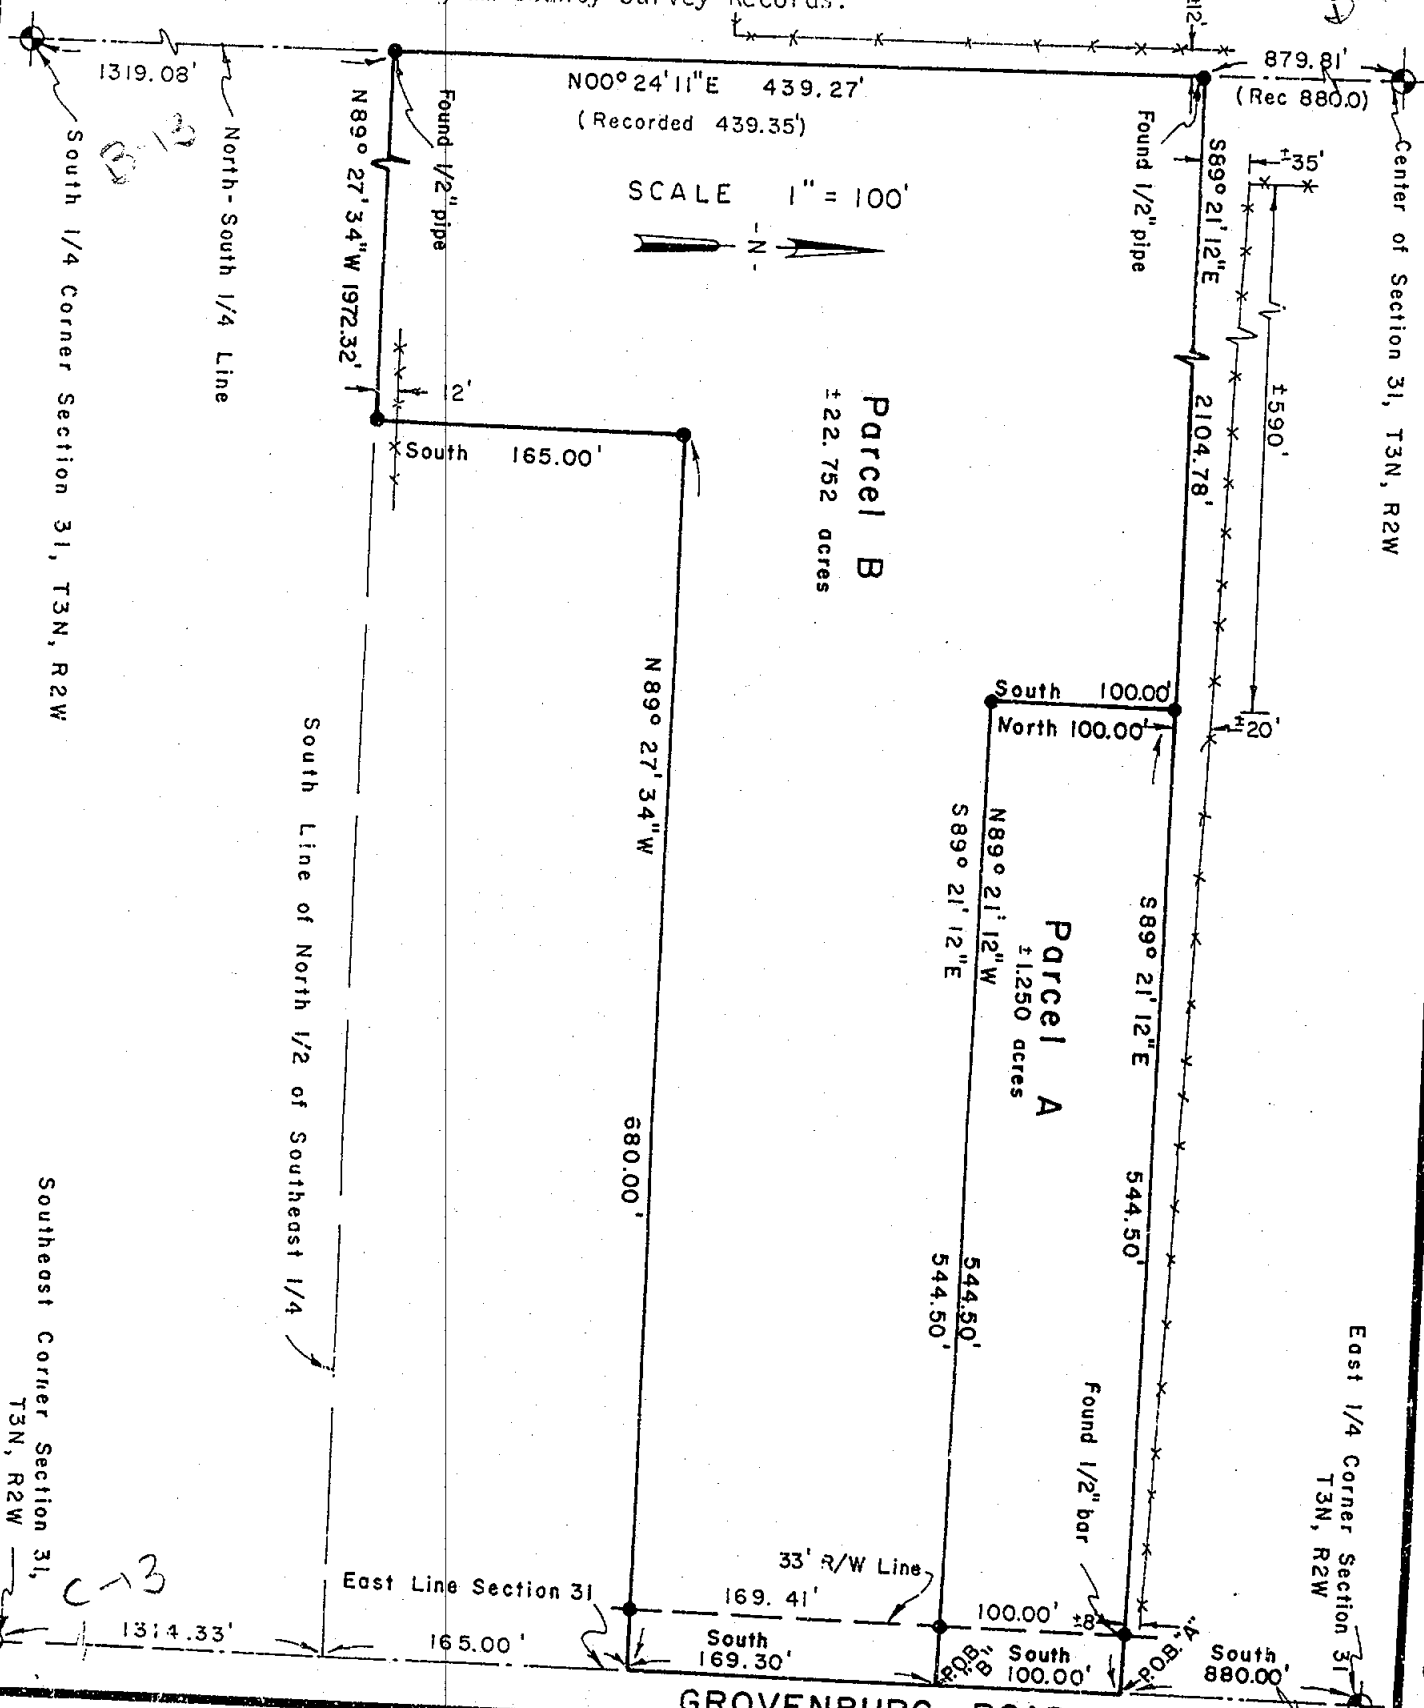 County Survey Records.
±12'
1319.08'
879.81'
(Rec 880.0)
N00° 24' 11"E 439.27'
(Recorded 439.35')
SCALE 1" = 100'
-N-
Found 1/2" pipe
N89° 27' 34"W 1972.32'
B-13
North-South 1/4 Line
South 1/4 Corner Section 31, T3N, R2W
Found 1/2" pipe
S89° 21' 12"E
2104.78'
±35'
±590'
Center of Section 31, T3N, R2W
12'
South 165.00'
Parcel B
±22.752 acres
South 100.00'
North 100.00'
±20'
N89° 27' 34"W
680.00'
N89° 21' 12"W
S89° 21' 12"E
544.50'
544.50'
Parcel A
±1.250 acres
S89° 21' 12"E
544.50'
South Line of North 1/2 of Southeast 1/4
Southeast Corner Section 31,
T3N, R2W
East 1/4 Corner Section 31
T3N, R2W
Found 1/2" bar
33' R/W Line
East Line Section 31
169.41'
100.00'
±8'
C-13
1314.33'
165.00'
South
169.30'
P.O.B.
"B"
South
100.00'
P.O.B. "A"
South
880.00'
GROVENBURG ROAD